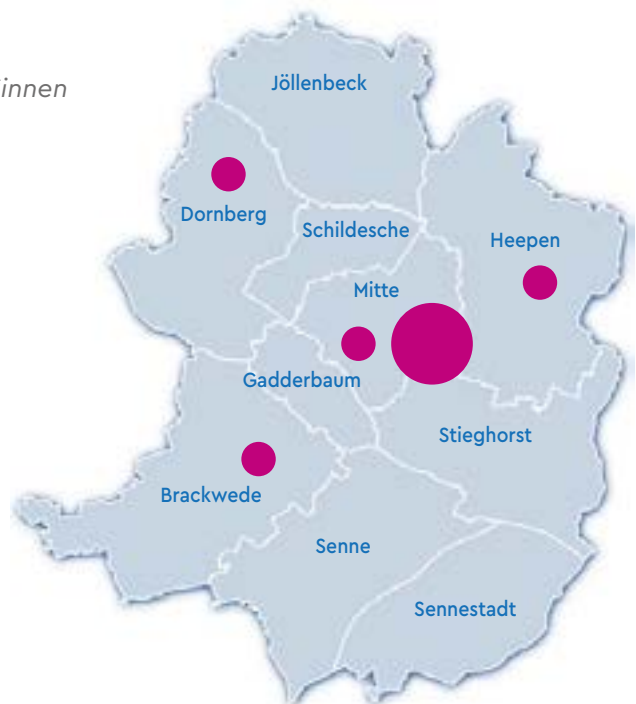 innen
Jöllenbeck
Dornberg
Schildesche
Heepen
Mitte
Gadderbaum
Stieghorst
Brackwede
Senne
Sennestadt